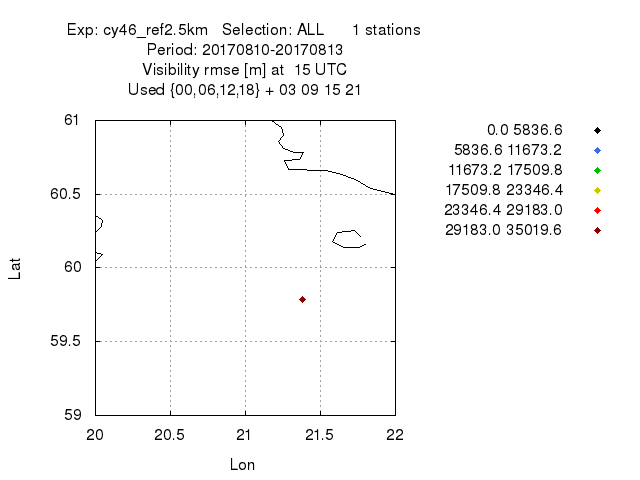 Exp: cy46_ref2.5km   Selection: ALL      1 stations
Period: 20170810-20170813
Visibility rmse [m] at  15 UTC
Used {00,06,12,18} + 03 09 15 21
0.0 5836.6
5836.6 11673.2
11673.2 17509.8
17509.8 23346.4
23346.4 29183.0
29183.0 35019.6
61
60.5
60
59.5
59
Lat
20 20.5 21 21.5 22
Lon